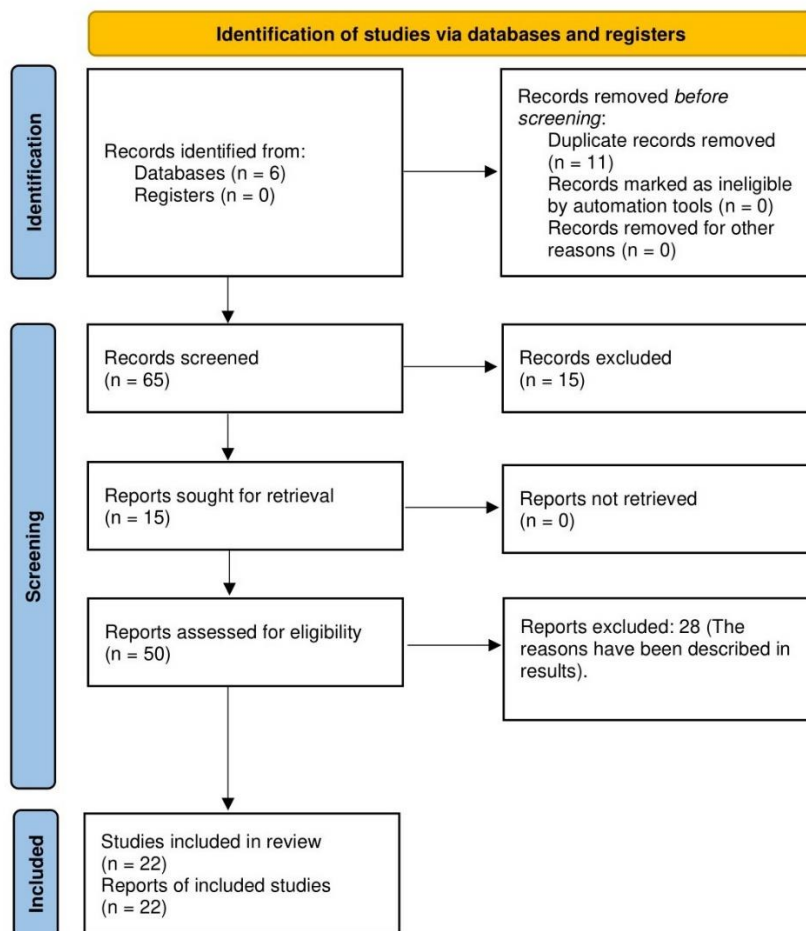 Identification of studies via databases and registers
Identification
Records identified from:
Databases (n = 6)
Registers (n = 0)
Records removed before
screening:
Duplicate records removed
(n = 11)
Records marked as ineligible
by automation tools (n = 0)
Records removed for other
reasons (n = 0)
Screening
Records screened
(n = 65)
Records excluded
(n = 15)
Reports sought for retrieval
(n = 15)
Reports not retrieved
(n = 0)
Reports assessed for eligibility
(n = 50)
Reports excluded: 28 (The
reasons have been described in
results).
Included
Studies included in review
(n = 22)
Reports of included studies
(n = 22)